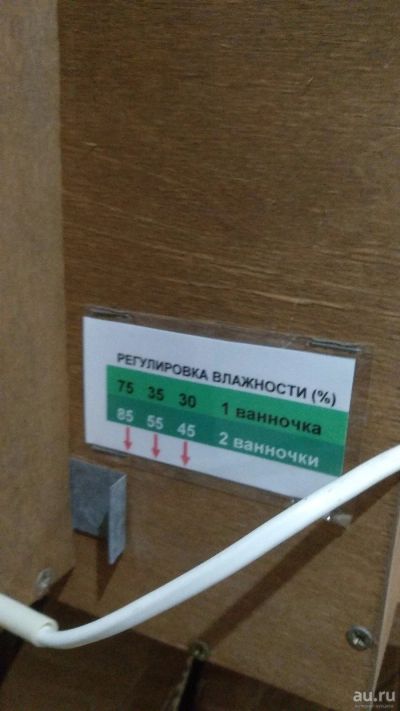 РЕГУЛИРОВКА ВЛАЖНОСТИ (%)
75 35 30 1 ванночка
85 55 45 2 ванночки
au.ru